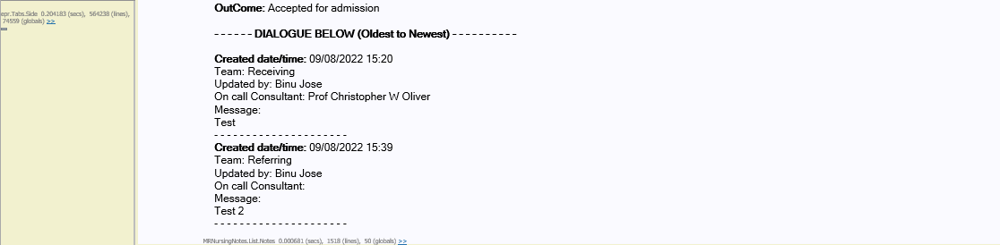 epr.Tabs.Side 0.204183 (secs), 564238 (lines),
74559 (globals) >>
OutCome: Accepted for admission
- - - - - - DIALOGUE BELOW (Oldest to Newest) - - - - - - - - - -
Created date/time: 09/08/2022 15:20
Team: Receiving
Updated by: Binu Jose
On call Consultant: Prof Christopher W Oliver
Message:
Test
- - - - - - - - - - - - - - - - - - - - -
Created date/time: 09/08/2022 15:39
Team: Referring
Updated by: Binu Jose
On call Consultant:
Message:
Test 2
- - - - - - - - - - - - - - - - - - - - -
MRNursingNotes.List.Notes 0.000681 (secs), 1518 (lines), 50 (globals) >>